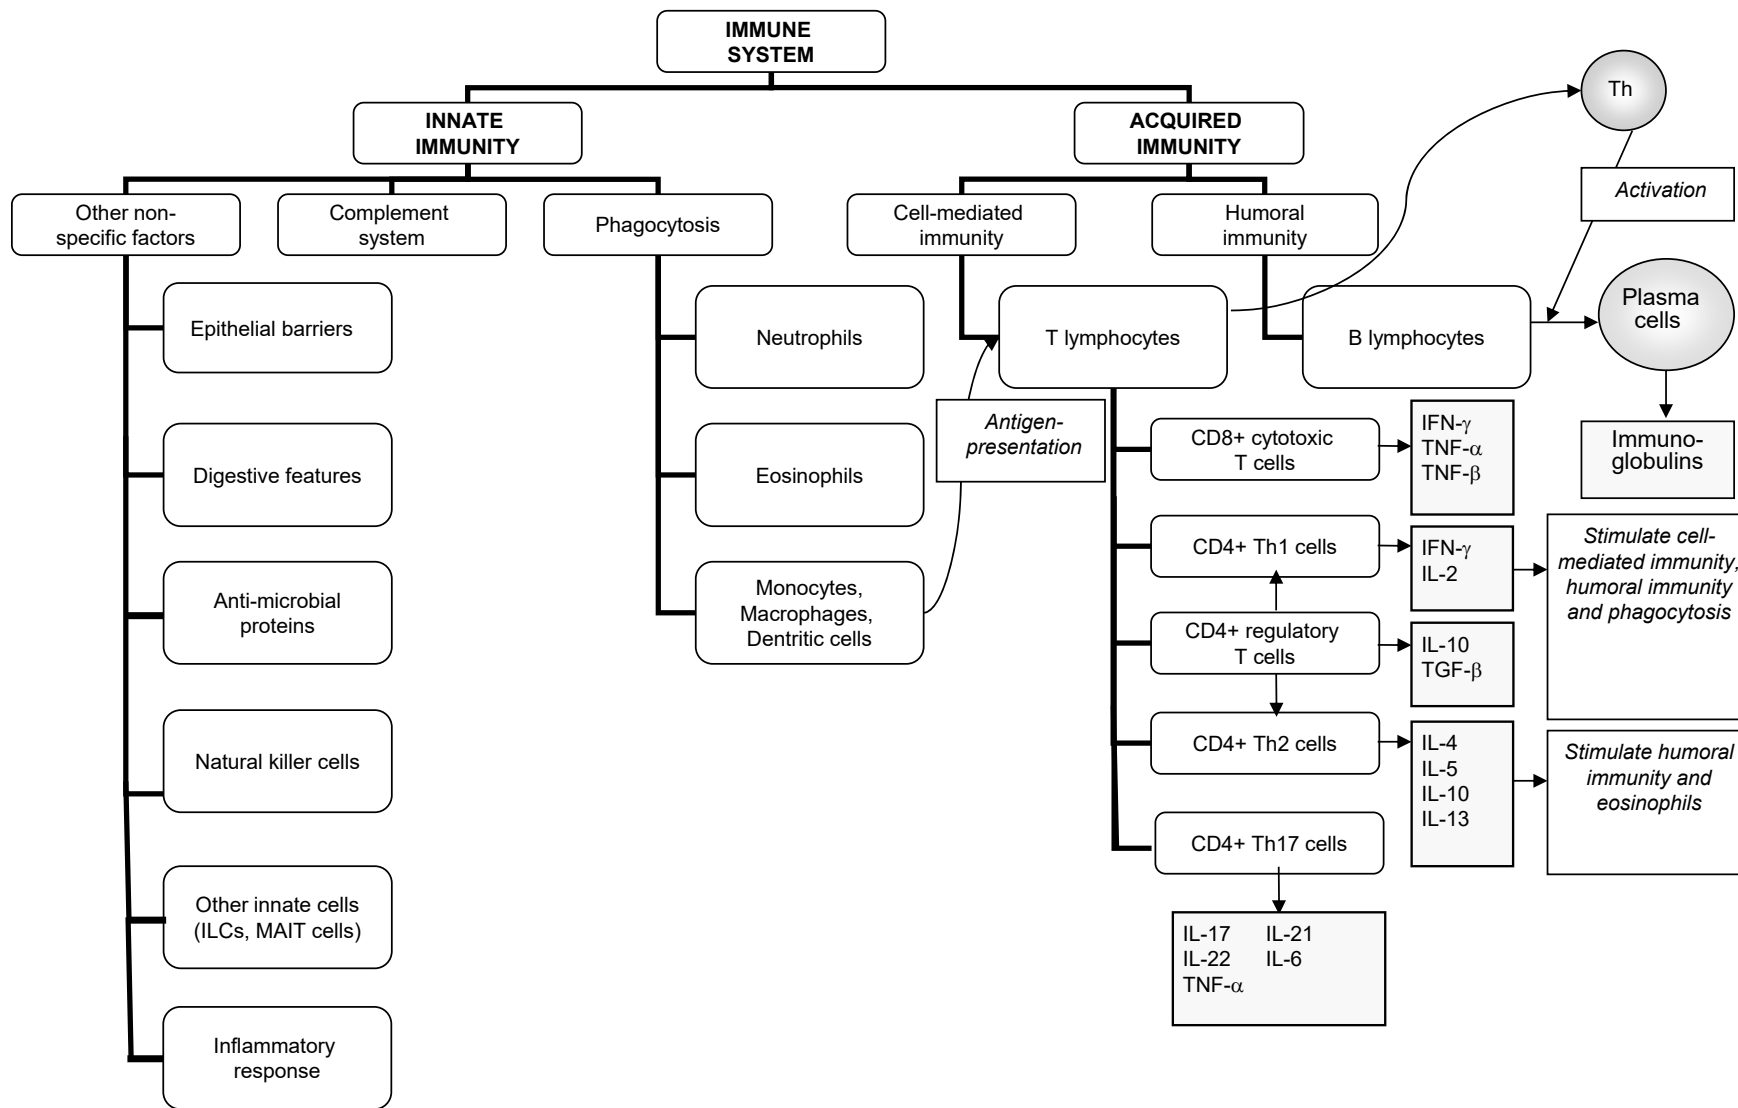 IMMUNE
SYSTEM
INNATE
IMMUNITY
ACQUIRED
IMMUNITY
Th
Activation
Other non-
specific factors
Complement
system
Phagocytosis
Cell-mediated
immunity
Humoral
immunity
Epithelial barriers
Digestive features
Anti-microbial
proteins
Natural killer cells
Other innate cells
(ILCs, MAIT cells)
Inflammatory
response
Neutrophils
Eosinophils
Monocytes,
Macrophages,
Dentritic cells
Antigen-
presentation
T lymphocytes
B lymphocytes
Plasma
cells
Immuno-
globulins
CD8+ cytotoxic
T cells
IFN-γ
TNF-α
TNF-β
CD4+ Th1 cells
IFN-γ
IL-2
Stimulate cell-
mediated immunity,
humoral immunity
and phagocytosis
CD4+ regulatory
T cells
IL-10
TGF-β
CD4+ Th2 cells
IL-4
IL-5
IL-10
IL-13
Stimulate humoral
immunity and
eosinophils
CD4+ Th17 cells
IL-17 IL-21
IL-22 IL-6
TNF-α